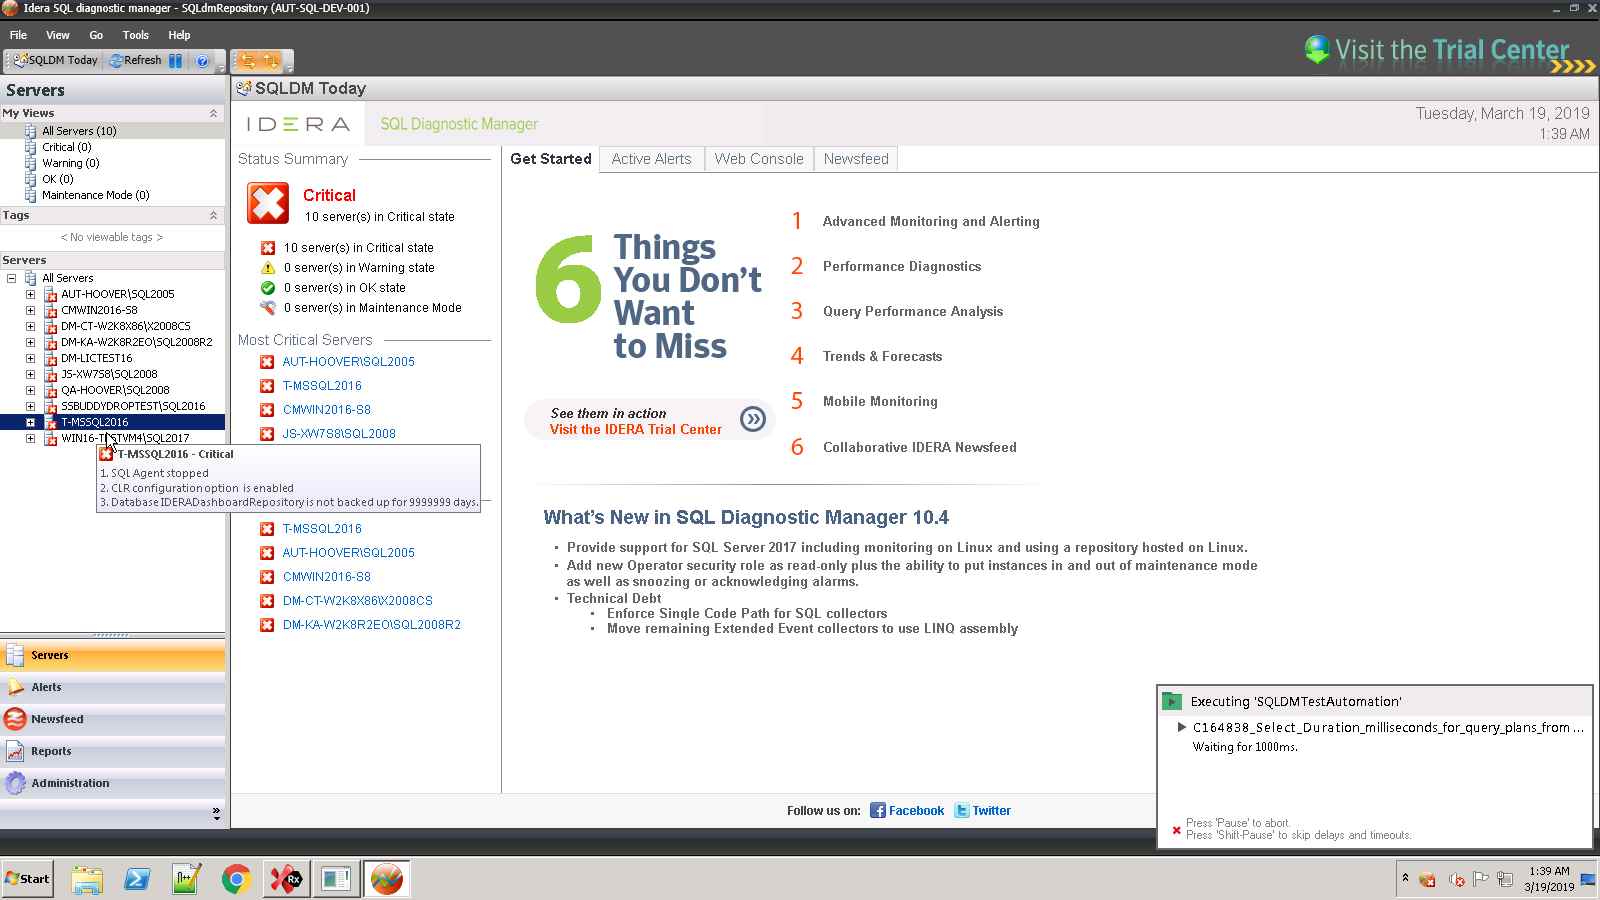 Idera SQL diagnostic manager - SQLdmRepository (AUT-SQL-DEV-001)
File View Go Tools Help
SQLDM Today Refresh
Visit the Trial Center
Servers
My Views
All Servers (10)
Critical (0)
Warning (0)
OK (0)
Maintenance Mode (0)
Tags
< No viewable tags >
Servers
All Servers
AUT-HOOVER\SQL2005
CMWIN2016-S8
DM-CT-W2K8X86\X2008CS
DM-KA-W2K8R2EO\SQL2008R2
DM-LICTEST16
JS-XW7S8\SQL2008
QA-HOOVER\SQL2008
SSBUDDYDROPTEST\SQL2016
T-MSSQL2016
WIN16-TESTVM4\SQL2017
T-MSSQL2016 - Critical
1. SQL Agent stopped
2. CLR configuration option is enabled
3. Database IDERADashboardRepository is not backed up for 9999999 days.
Servers
Alerts
Newsfeed
Reports
Administration
SQLDM Today
IDERA SQL Diagnostic Manager
Tuesday, March 19, 2019
1:39 AM
Status Summary
Critical
10 server(s) in Critical state
10 server(s) in Critical state
0 server(s) in Warning state
0 server(s) in OK state
0 server(s) in Maintenance Mode
Most Critical Servers
AUT-HOOVER\SQL2005
T-MSSQL2016
CMWIN2016-S8
JS-XW7S8\SQL2008
T-MSSQL2016
AUT-HOOVER\SQL2005
CMWIN2016-S8
DM-CT-W2K8X86\X2008CS
DM-KA-W2K8R2EO\SQL2008R2
Get Started Active Alerts Web Console Newsfeed
6 Things
You Don't
Want
to Miss
See them in action
Visit the IDERA Trial Center
1 Advanced Monitoring and Alerting
2 Performance Diagnostics
3 Query Performance Analysis
4 Trends & Forecasts
5 Mobile Monitoring
6 Collaborative IDERA Newsfeed
What's New in SQL Diagnostic Manager 10.4
• Provide support for SQL Server 2017 including monitoring on Linux and using a repository hosted on Linux.
• Add new Operator security role as read-only plus the ability to put instances in and out of maintenance mode
as well as snoozing or acknowledging alarms.
• Technical Debt
• Enforce Single Code Path for SQL collectors
• Move remaining Extended Event collectors to use LINQ assembly
Follow us on: Facebook Twitter
Executing 'SQLDMTestAutomation'
C164838_Select_Duration_milliseconds_for_query_plans_from ...
Waiting for 1000ms.
Press 'Pause' to abort.
Press 'Shift-Pause' to skip delays and timeouts.
Start
1:39 AM
3/19/2019